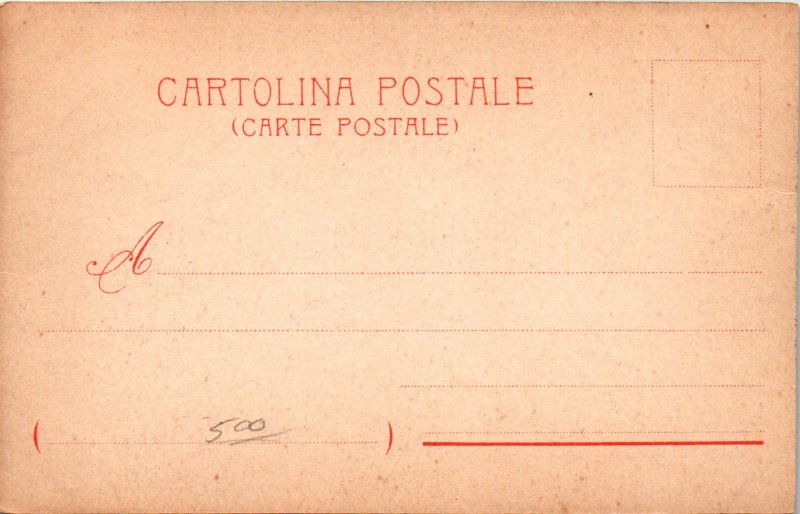 CARTOLINA POSTALE
(CARTE POSTALE)
A
( 500 )